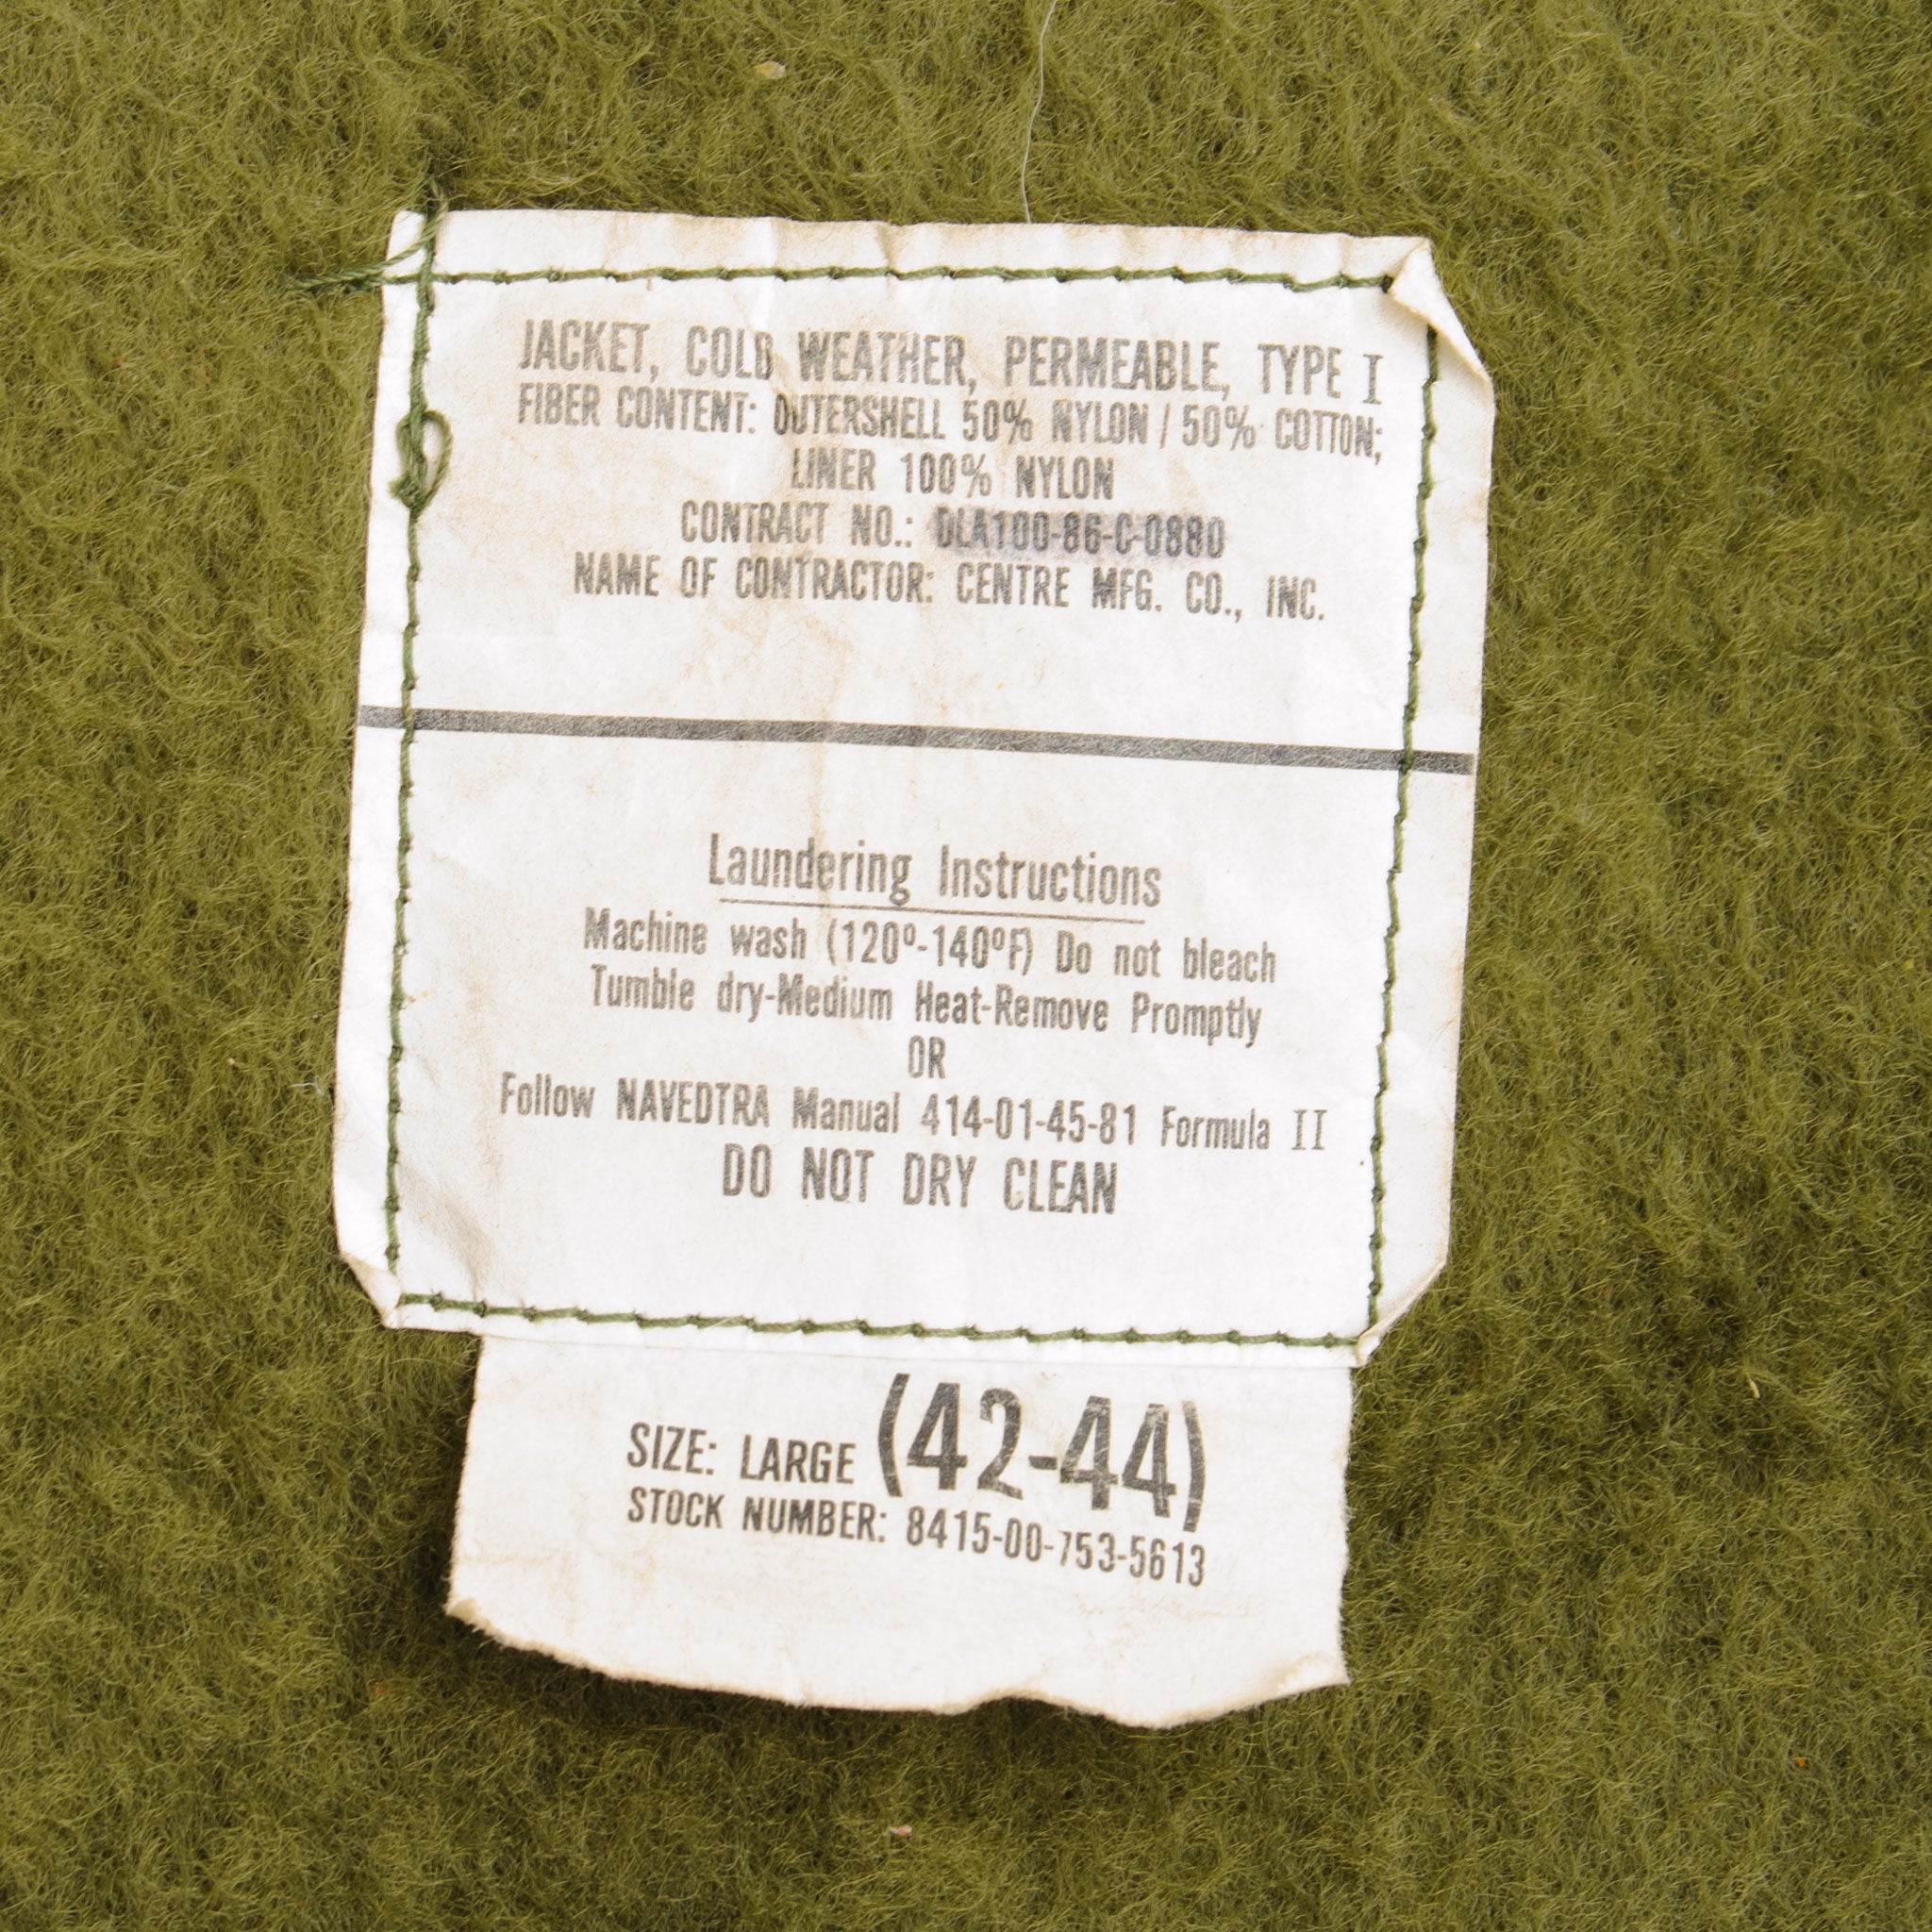 JACKET, COLD WEATHER, PERMEABLE, TYPE I
FIBER CONTENT: OUTERSHELL 50% NYLON / 50% COTTON;
LINER 100% NYLON
CONTRACT NO.: DLA100-86-C-0880
NAME OF CONTRACTOR: CENTRE MFG. CO., INC.
Laundering Instructions
Machine wash (120º-140ºF) Do not bleach
Tumble dry-Medium Heat-Remove Promptly
OR
Follow NAVEDTRA Manual 414-01-45-81 Formula II
DO NOT DRY CLEAN
SIZE: LARGE (42-44)
STOCK NUMBER: 8415-00-753-5613